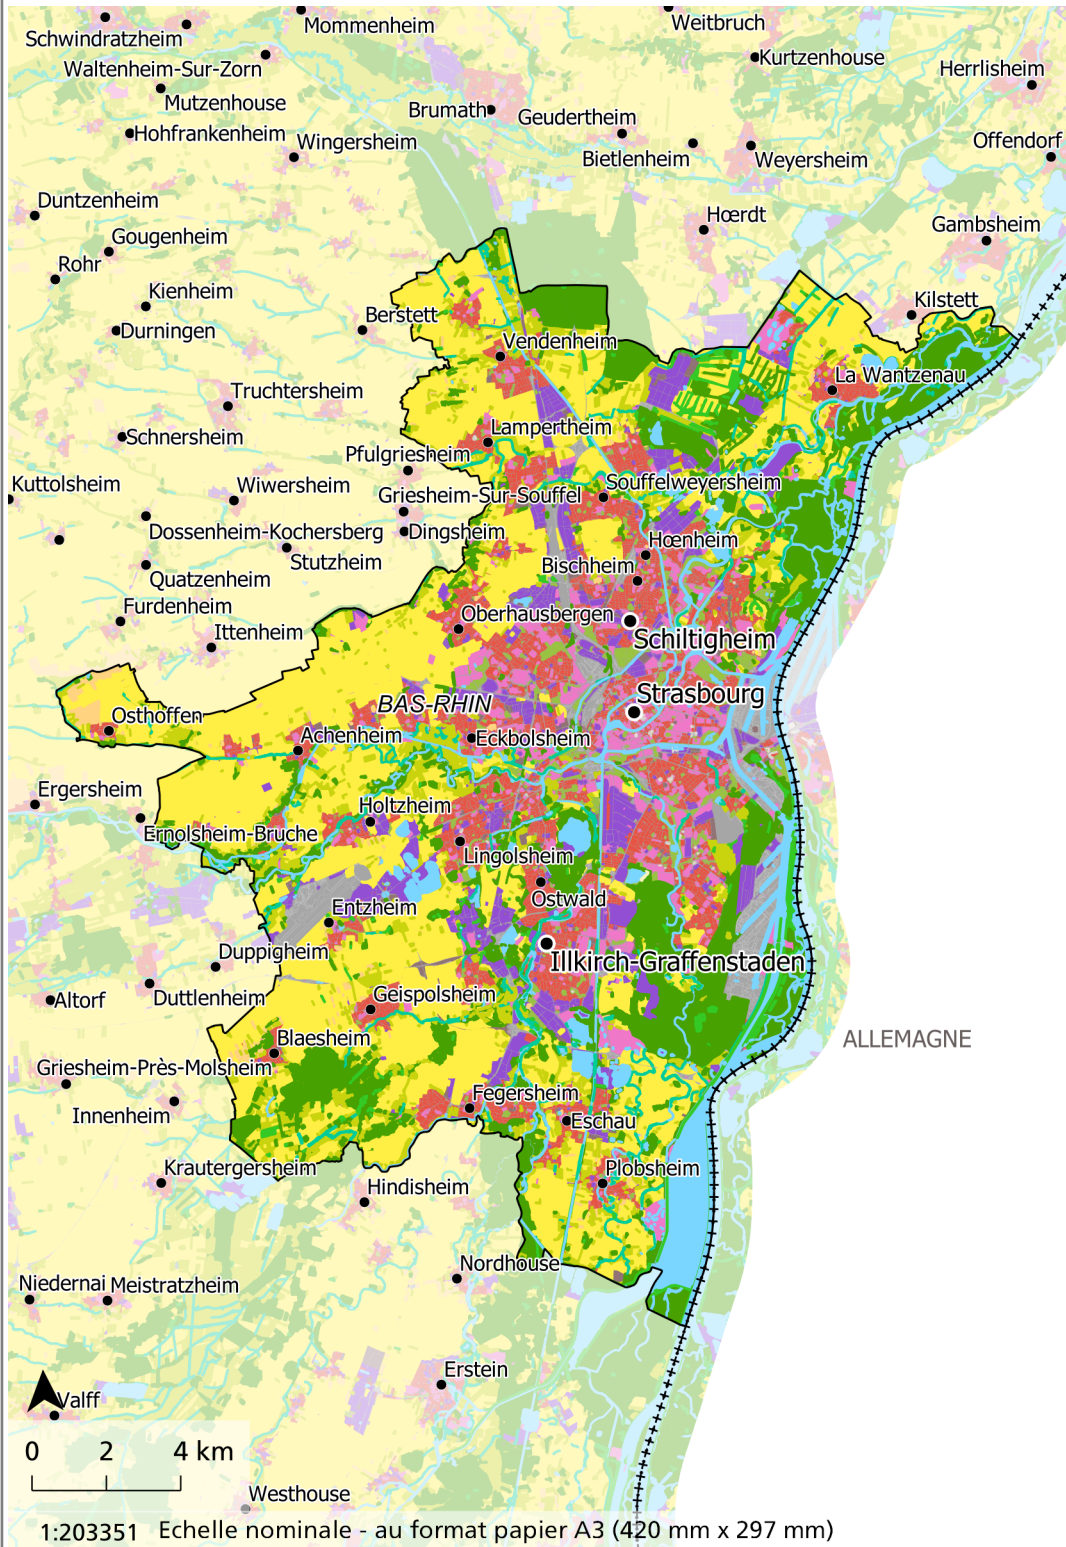 Mommenheim
Weitbruch
Schwindratzheim
Waltenheim-Sur-Zorn
Kurtzenhouse
Herrlisheim
Mutzenhouse
Brumath
Geudertheim
Hohfrankenheim
Wingersheim
Bietlenheim
Weyersheim
Offendorf
Duntzenheim
Hœrdt
Gambsheim
Gougenheim
Rohr
Kienheim
Kilstett
Berstett
Durningen
Vendenheim
La Wantzenau
Truchtersheim
Lampertheim
Schnersheim
Pfulgriesheim
Kuttolsheim
Wiwersheim
Griesheim-Sur-Souffel
Souffelweyersheim
Dossenheim-Kochersberg
Dingsheim
Hœnheim
Stutzheim
Bischheim
Quatzenheim
Furdenheim
Oberhausbergen
Ittenheim
Schiltigheim
Strasbourg
BAS-RHIN
Osthoffen
Achenheim
Eckbolsheim
Ergersheim
Holtzheim
Ernolsheim-Bruche
Lingolsheim
Ostwald
Entzheim
Duppigheim
Illkirch-Graffenstaden
Altorf
Duttlenheim
Geispolsheim
Blaesheim
ALLEMAGNE
Griesheim-Près-Molsheim
Innenheim
Fegersheim
Eschau
Krautergersheim
Plobsheim
Hindisheim
Nordhouse
Niedernai
Meistratzheim
Erstein
Valff
0 2 4 km
Westhouse
1:203351 Echelle nominale - au format papier A3 (420 mm x 297 mm)